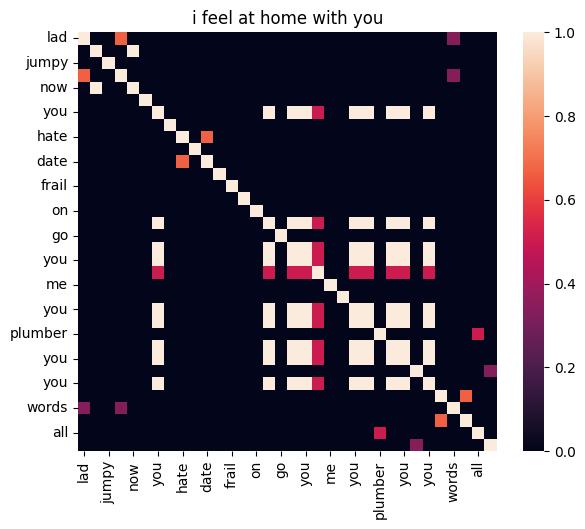 i feel at home with you
lad
jumpy
now
you
hate
date
frail
on
go
you
me
you
plumber
you
you
words
all
1.0
0.8
0.6
0.4
0.2
0.0
lad
jumpy
now
you
hate
date
frail
on
go
you
me
you
plumber
you
you
words
all